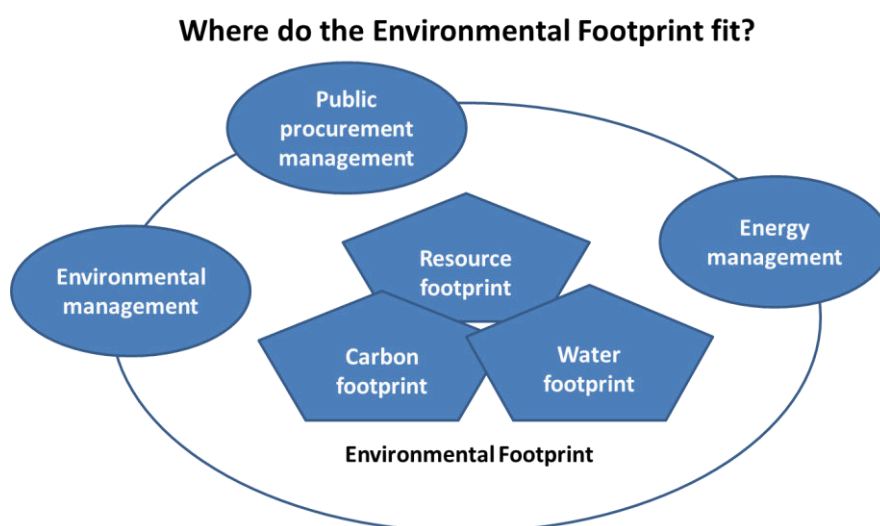 Where do the Environmental Footprint fit?
Public
procurement
management
Energy
management
Environmental
management
Resource
footprint
Carbon
footprint
Water
footprint
Environmental Footprint